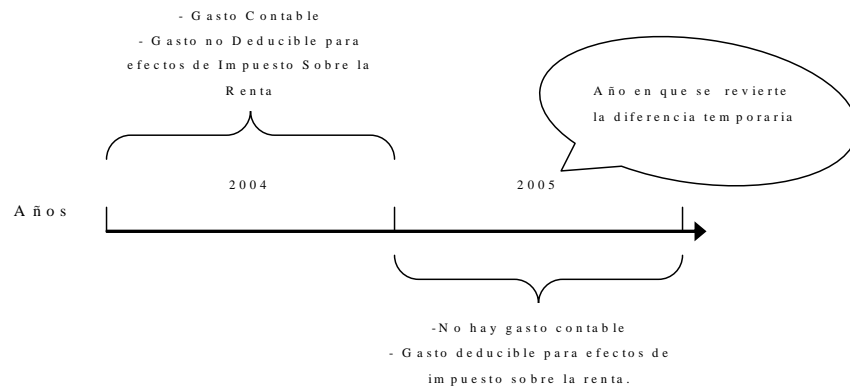 - Gasto Contable
- Gasto no Deducible para
efectos de Impuesto Sobre la
Renta
Año en que se revierte
la diferencia temporaria
2004
2005
Años
-No hay gasto contable
- Gasto deducible para efectos de
impuesto sobre la renta.